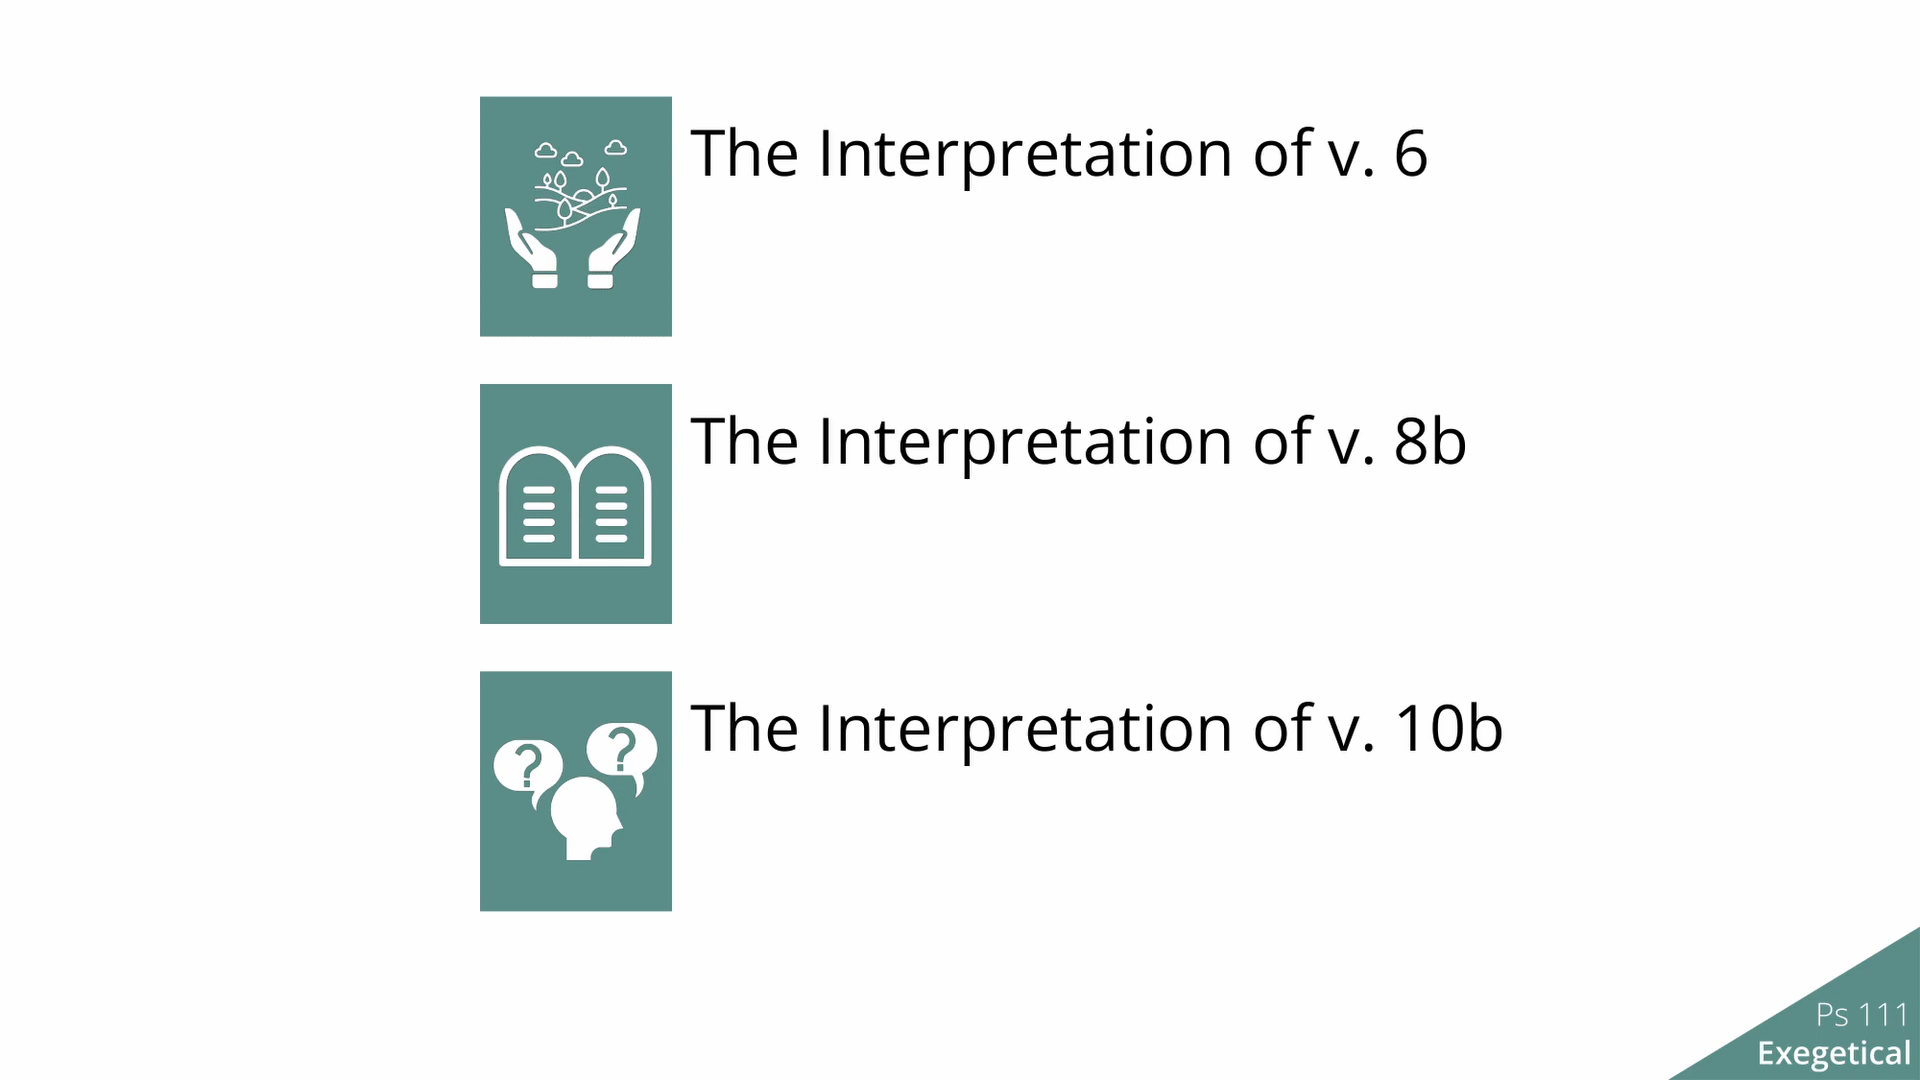 The Interpretation of v. 6
The Interpretation of v. 8b
? ?
The Interpretation of v. 10b
Ps 111
Exegetical